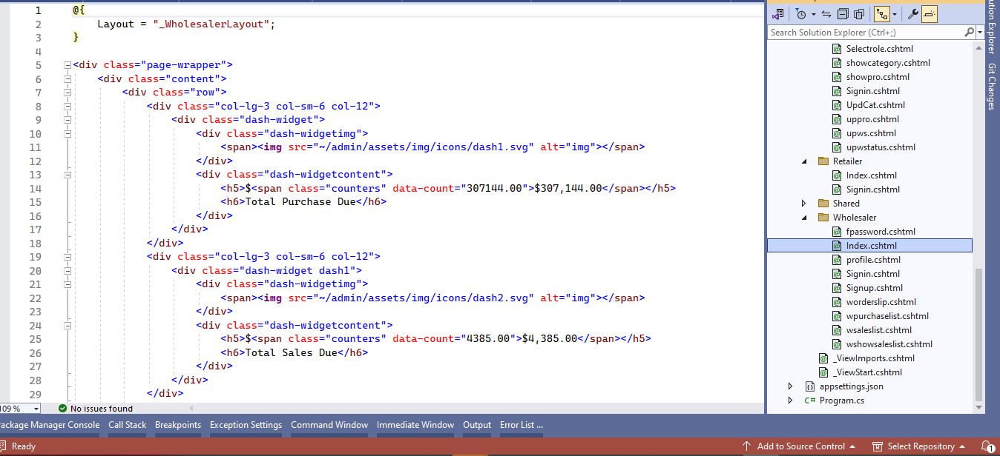 1 @{
2 Layout = "_WholesalerLayout";
3 }
4
5 <div class="page-wrapper">
6 <div class="content">
7 <div class="row">
8 <div class="col-lg-3 col-sm-6 col-12">
9 <div class="dash-widget">
10 <div class="dash-widgetimg">
11 <span><img src="~/admin/assets/img/icons/dash1.svg" alt="img"></span>
12 </div>
13 <div class="dash-widgetcontent">
14 <h5>$<span class="counters" data-count="307144.00">$307,144.00</span></h5>
15 <h6>Total Purchase Due</h6>
16 </div>
17 </div>
18 </div>
19 <div class="col-lg-3 col-sm-6 col-12">
20 <div class="dash-widget dash1">
21 <div class="dash-widgetimg">
22 <span><img src="~/admin/assets/img/icons/dash2.svg" alt="img"></span>
23 </div>
24 <div class="dash-widgetcontent">
25 <h5>$<span class="counters" data-count="4385.00">$4,385.00</span></h5>
26 <h6>Total Sales Due</h6>
27 </div>
28 </div>
29 </div>
109 % No issues found
Search Solution Explorer (Ctrl+;)
Selectrole.cshtml
showcategory.cshtml
showpro.cshtml
Signin.cshtml
UpdCat.cshtml
uppro.cshtml
upws.cshtml
upwstatus.cshtml
Retailer
Index.cshtml
Signin.cshtml
Shared
Wholesaler
fpassword.cshtml
Index.cshtml
profile.cshtml
Signin.cshtml
Signup.cshtml
worderslip.cshtml
wpurchaselist.cshtml
wsaleslist.cshtml
wshowsaleslist.cshtml
_ViewImports.cshtml
_ViewStart.cshtml
appsettings.json
C# Program.cs
ution Explorer
Git Changes
ackage Manager Console Call Stack Breakpoints Exception Settings Command Window Immediate Window Output Error List ...
Ready Add to Source Control Select Repository 1